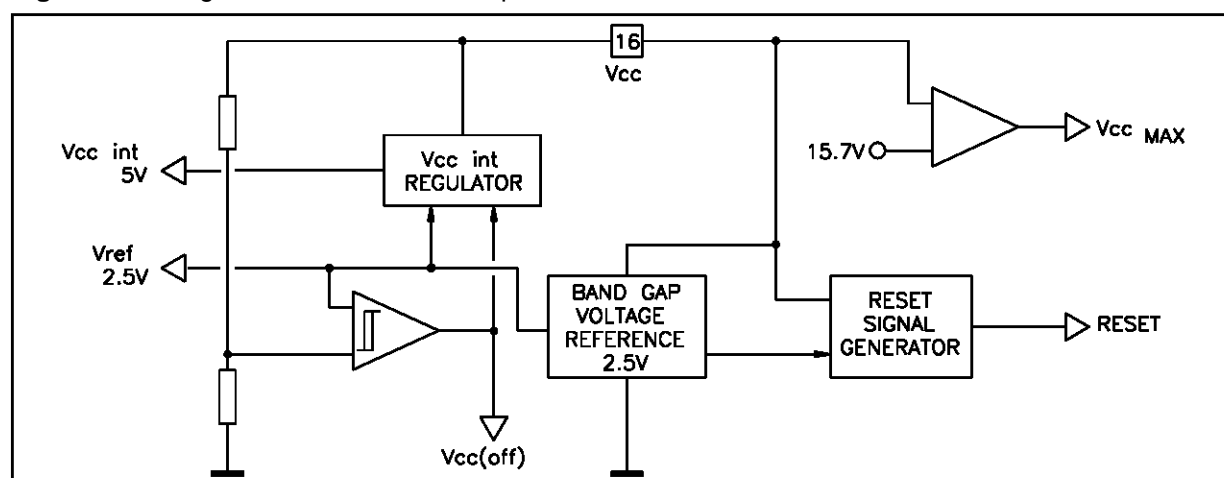 16
Vcc
Vcc int
5V
Vcc int
REGULATOR
15.7V
Vcc MAX
Vref
2.5V
BAND GAP
VOLTAGE
REFERENCE
2.5V
RESET
SIGNAL
GENERATOR
RESET
Vcc(off)